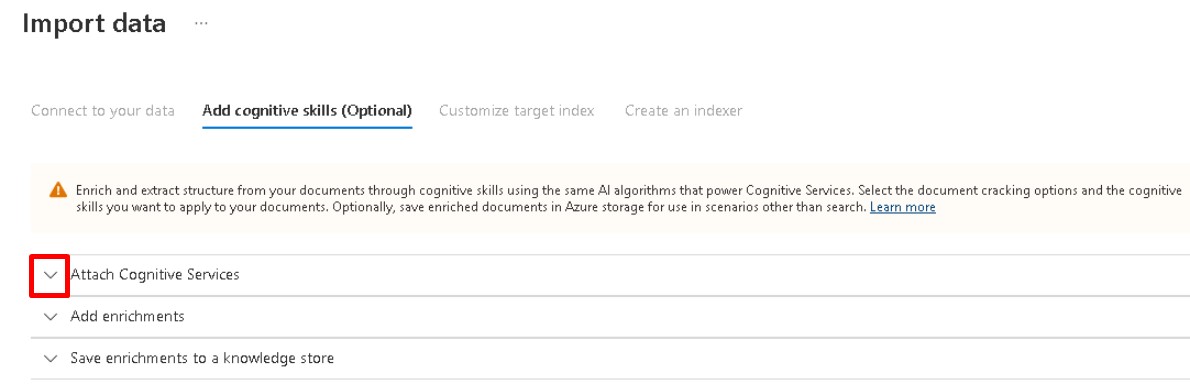 Import data ...
Connect to your data Add cognitive skills (Optional) Customize target index Create an indexer
Enrich and extract structure from your documents through cognitive skills using the same AI algorithms that power Cognitive Services. Select the document cracking options and the cognitive
skills you want to apply to your documents. Optionally, save enriched documents in Azure storage for use in scenarios other than search. Learn more
Attach Cognitive Services
Add enrichments
Save enrichments to a knowledge store